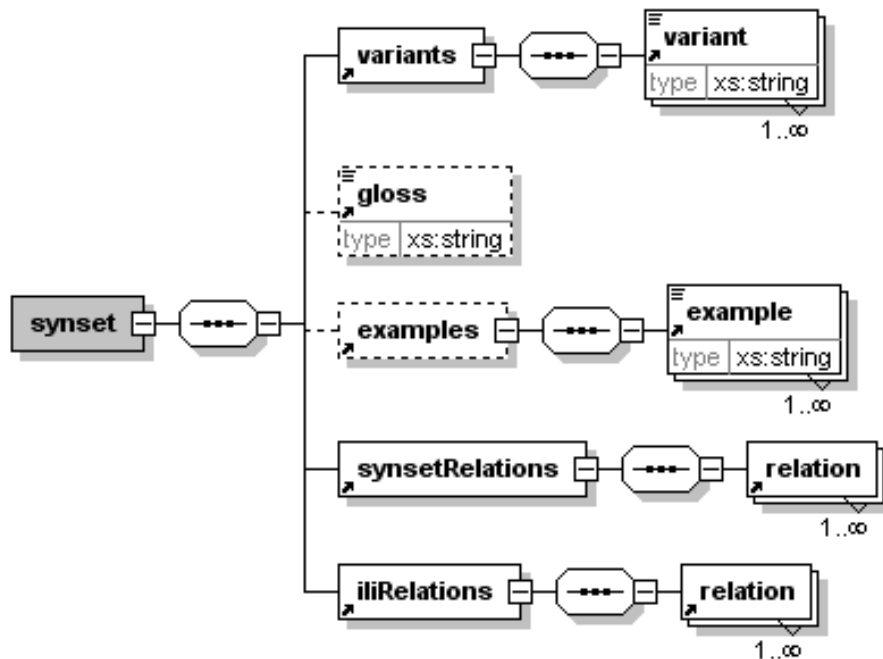 variants
variant
type xs:string
1..∞
gloss
type xs:string
synset
examples
example
type xs:string
1..∞
synsetRelations
relation
1..∞
iliRelations
relation
1..∞